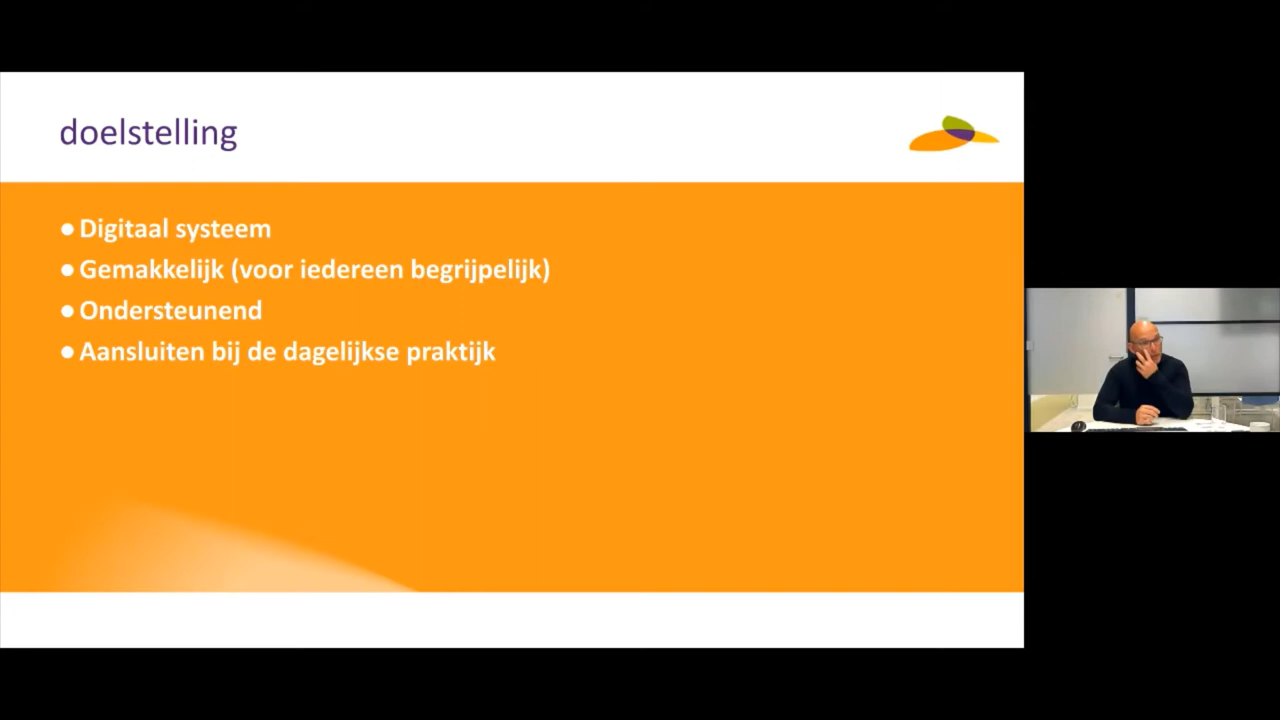 doelstelling
● Digitaal systeem
● Gemakkelijk (voor iedereen begrijpelijk)
● Ondersteunend
● Aansluiten bij de dagelijkse praktijk